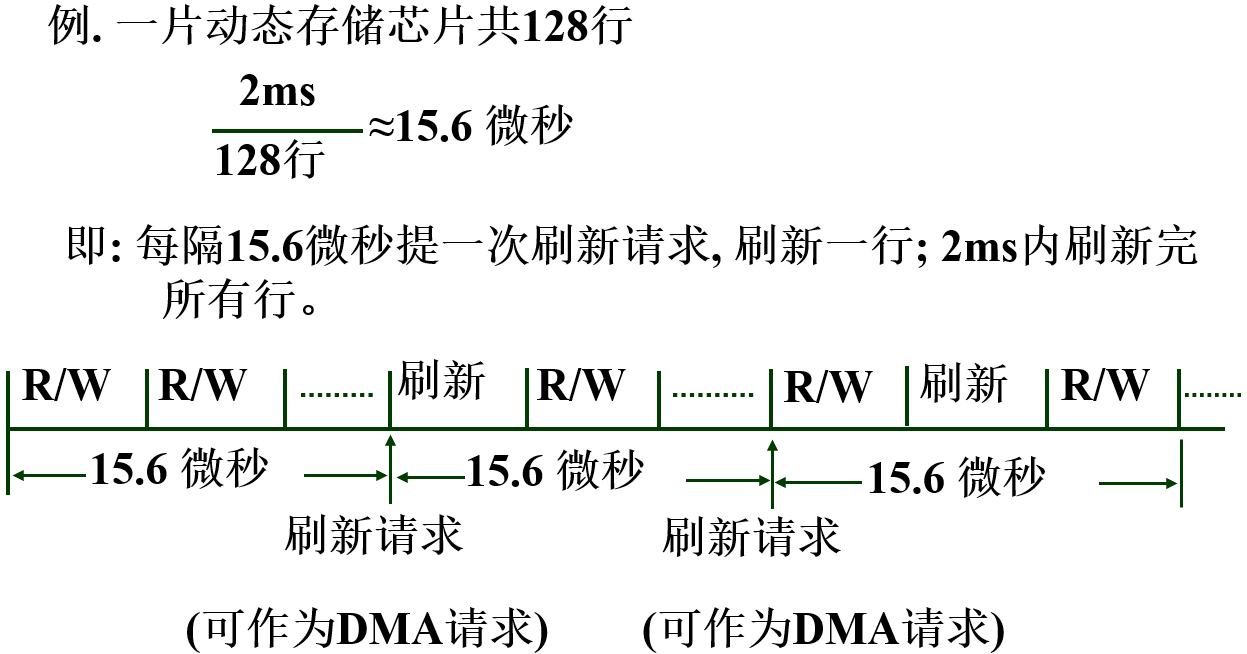 例. 一片动态存储芯片共128行
2ms
128行
≈15.6 微秒
即: 每隔15.6微秒提一次刷新请求, 刷新一行; 2ms内刷新完
所有行。
R/W R/W ......... 刷新 R/W .......... R/W 刷新 R/W ........
15.6 微秒 15.6 微秒 15.6 微秒
刷新请求 刷新请求
(可作为DMA请求) (可作为DMA请求)